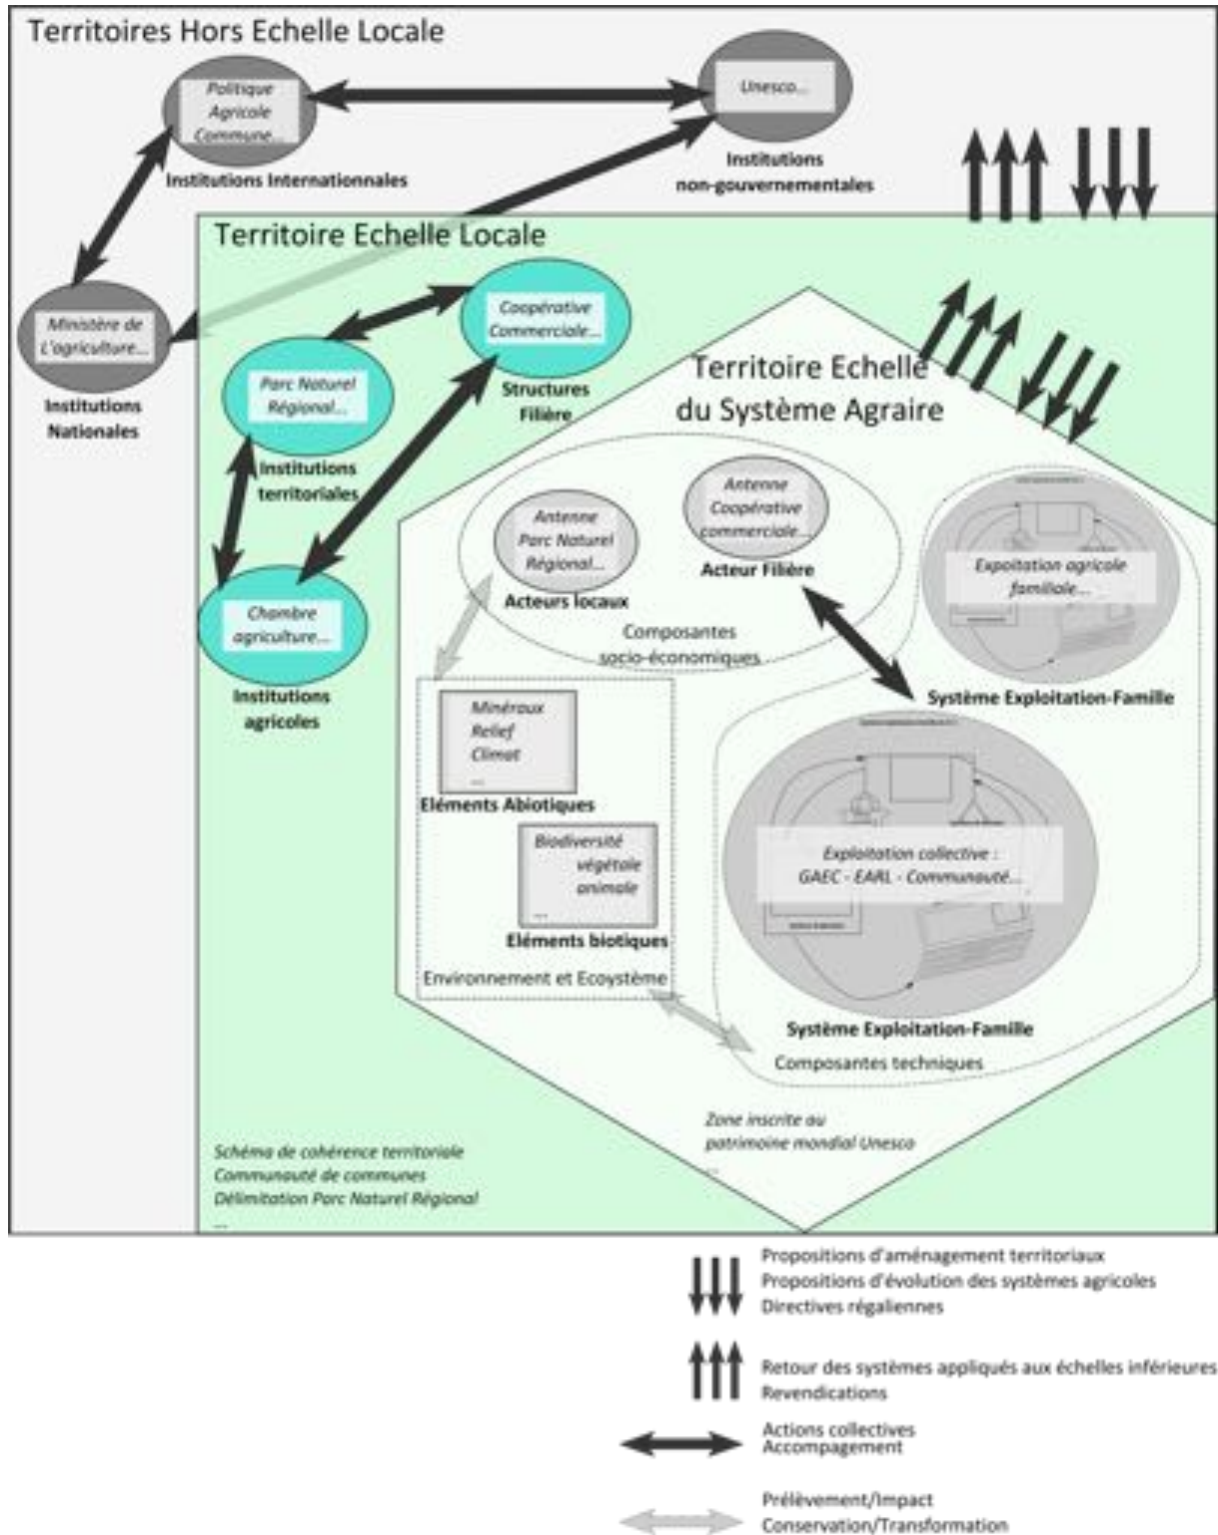 Territoires Hors Echelle Locale
Politique
Agricole
Commune...
Institutions Internationnales
Unesco...
Institutions
non-gouvernementales
Territoire Echelle Locale
Ministère de
L'agriculture...
Institutions
Nationales
Coopérative
Commerciale...
Structures
Filière
Parc Naturel
Régional...
Institutions
territoriales
Chambre
agriculture...
Institutions
agricoles
Territoire Echelle
du Système Agraire
Antenne
Parc Naturel
Régional...
Acteurs locaux
Antenne
Coopérative
commerciale...
Acteur Filière
Composantes
socio-économiques
Expoitation agricole
familiale...
Système Exploitation-Famille
Minéraux
Relief
Climat
...
Eléments Abiotiques
Biodiversité
végétale
animale
...
Eléments biotiques
Environnement et Ecoystème
Exploitation collective :
GAEC - EARL - Communauté...
Système Exploitation-Famille
Composantes techniques
Zone inscrite au
patrimoine mondial Unesco
...
Schéma de cohérence territoriale
Communauté de communes
Délimitation Parc Naturel Régional
...
Propositions d'aménagement territoriaux
Propositions d'évolution des systèmes agricoles
Directives régaliennes
Retour des systèmes appliqués aux échelles inférieures
Revendications
Actions collectives
Accompagement
Prélèvement/Impact
Conservation/Transformation